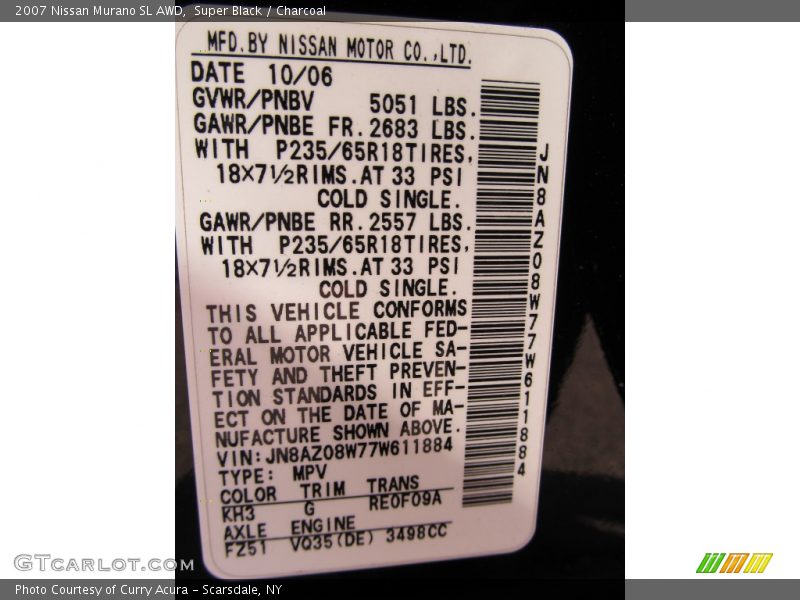 2007 Nissan Murano SL AWD, Super Black / Charcoal
MFD.BY NISSAN MOTOR CO.,LTD.
DATE 10/06
GVWR/PNBV 5051 LBS.
GAWR/PNBE FR.2683 LBS.
WITH P235/65R18TIRES,
18×7½RIMS.AT 33 PSI
COLD SINGLE.
GAWR/PNBE RR.2557 LBS.
WITH P235/65R18TIRES,
18×7½RIMS.AT 33 PSI
COLD SINGLE.
THIS VEHICLE CONFORMS
TO ALL APPLICABLE FED-
ERAL MOTOR VEHICLE SA-
FETY AND THEFT PREVEN-
TION STANDARDS IN EFF-
ECT ON THE DATE OF MA-
NUFACTURE SHOWN ABOVE.
VIN:JN8AZ08W77W611884
TYPE: MPV
COLOR TRIM TRANS
KH3 G RE0F09A
AXLE ENGINE
FZ51 VQ35(DE) 3498CC
JN8AZ08W77W611884
GTCarLot.com
Photo Courtesy of Curry Acura - Scarsdale, NY